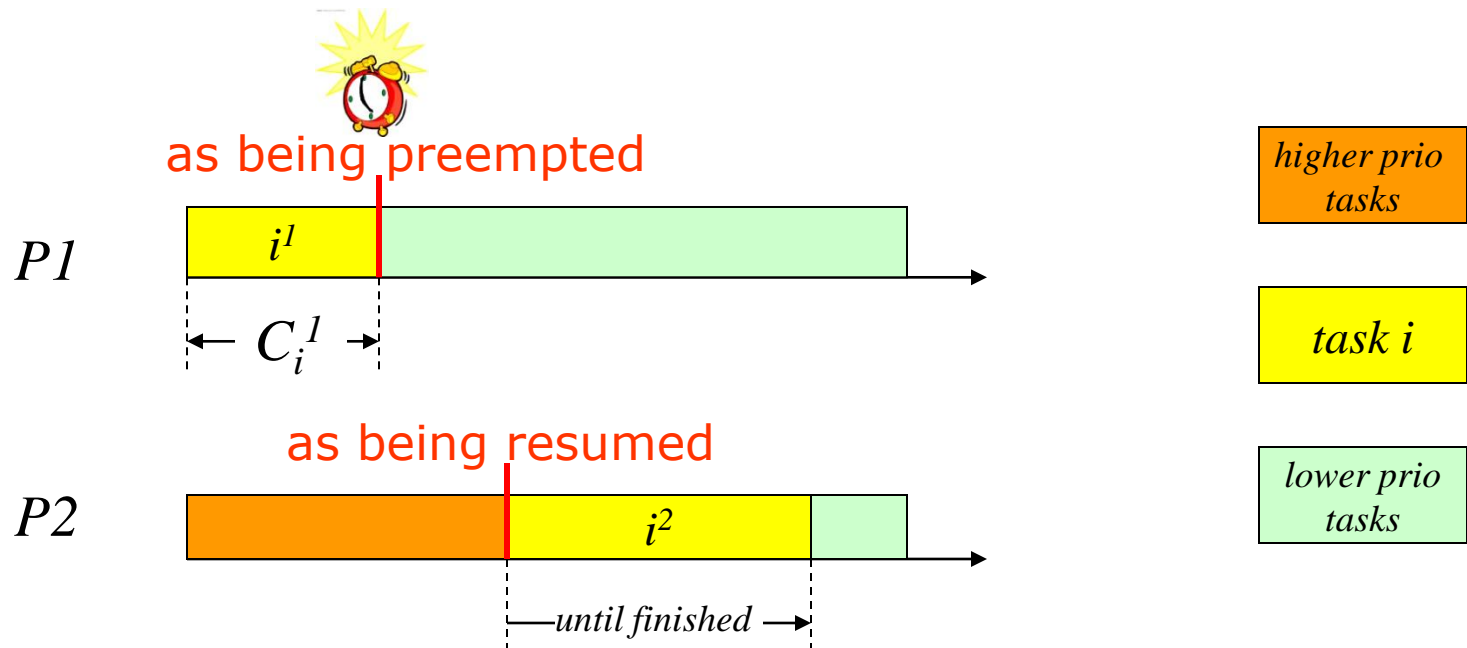 as being preempted
higher prio
tasks
P1
i¹
C_i¹
task i
as being resumed
lower prio
tasks
P2
i²
until finished